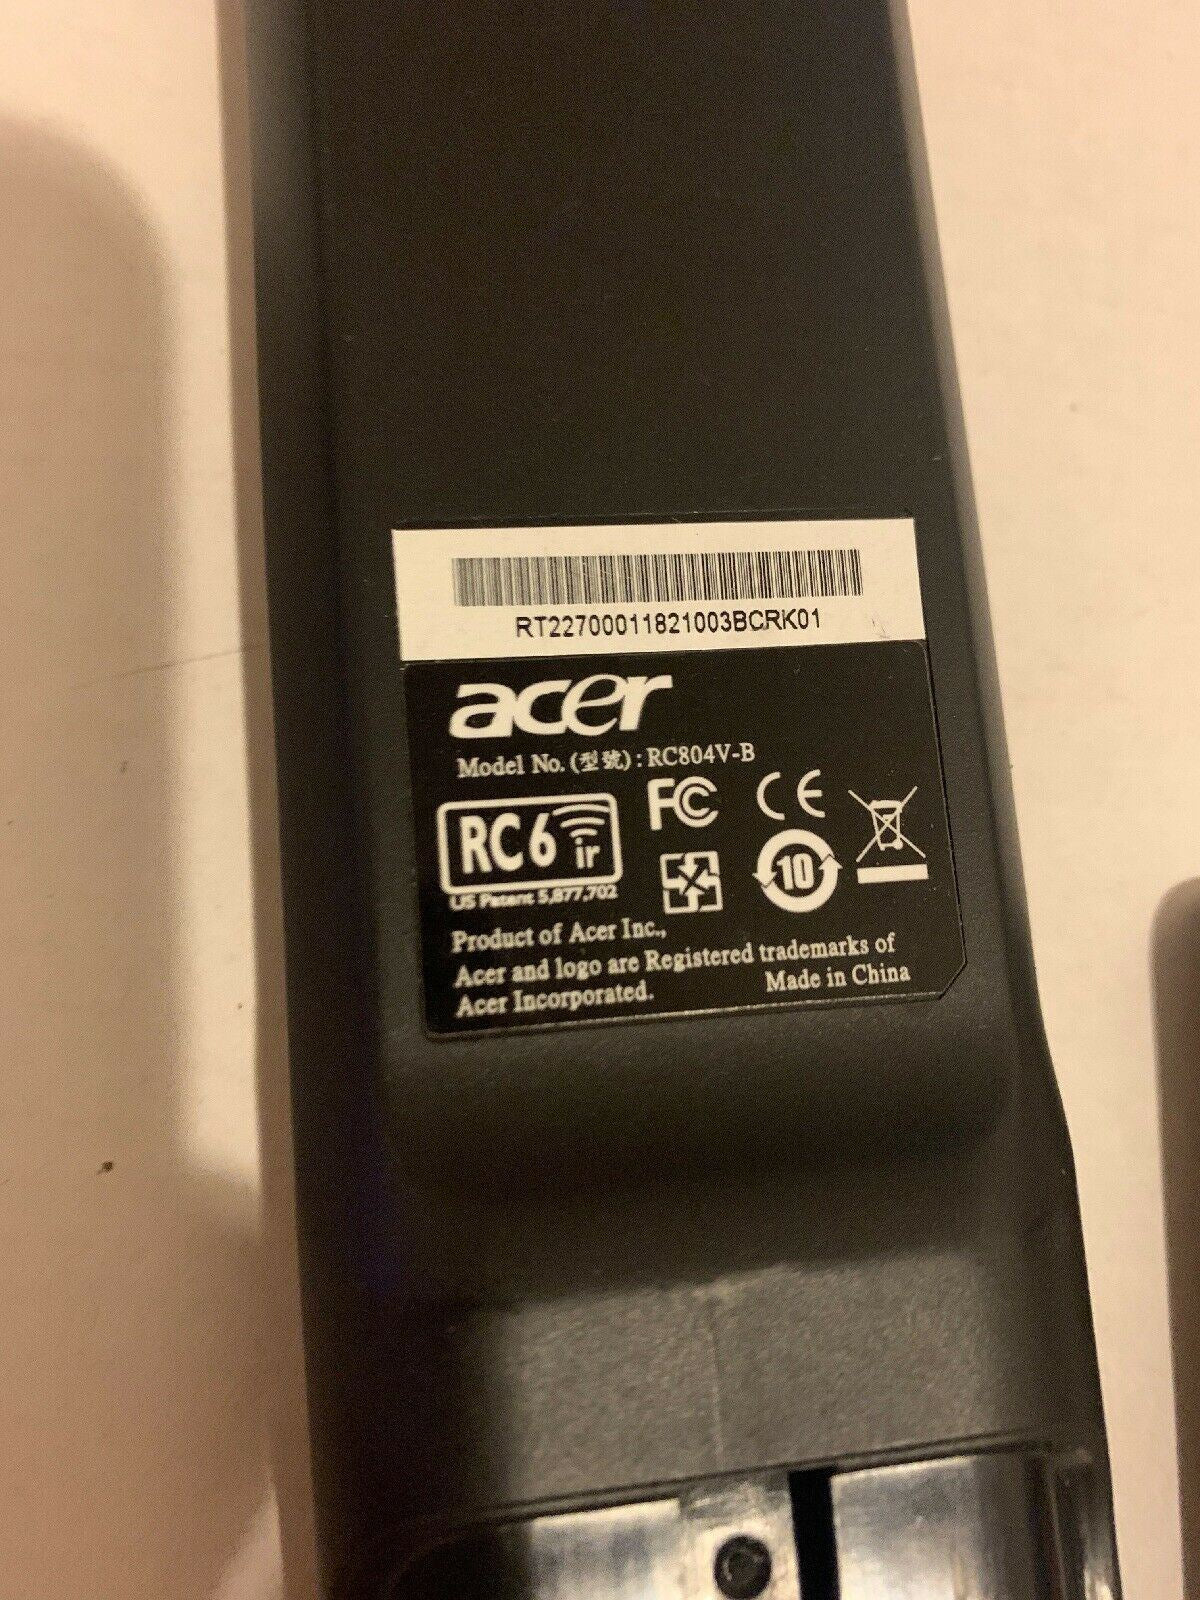 RT22700011821003BCRK01
acer
Model No. (型號) : RC804V-B
RC6 ir
US Patent 5,877,702
FC CE
10
Product of Acer Inc.,
Acer and logo are Registered trademarks of
Acer Incorporated.
Made in China